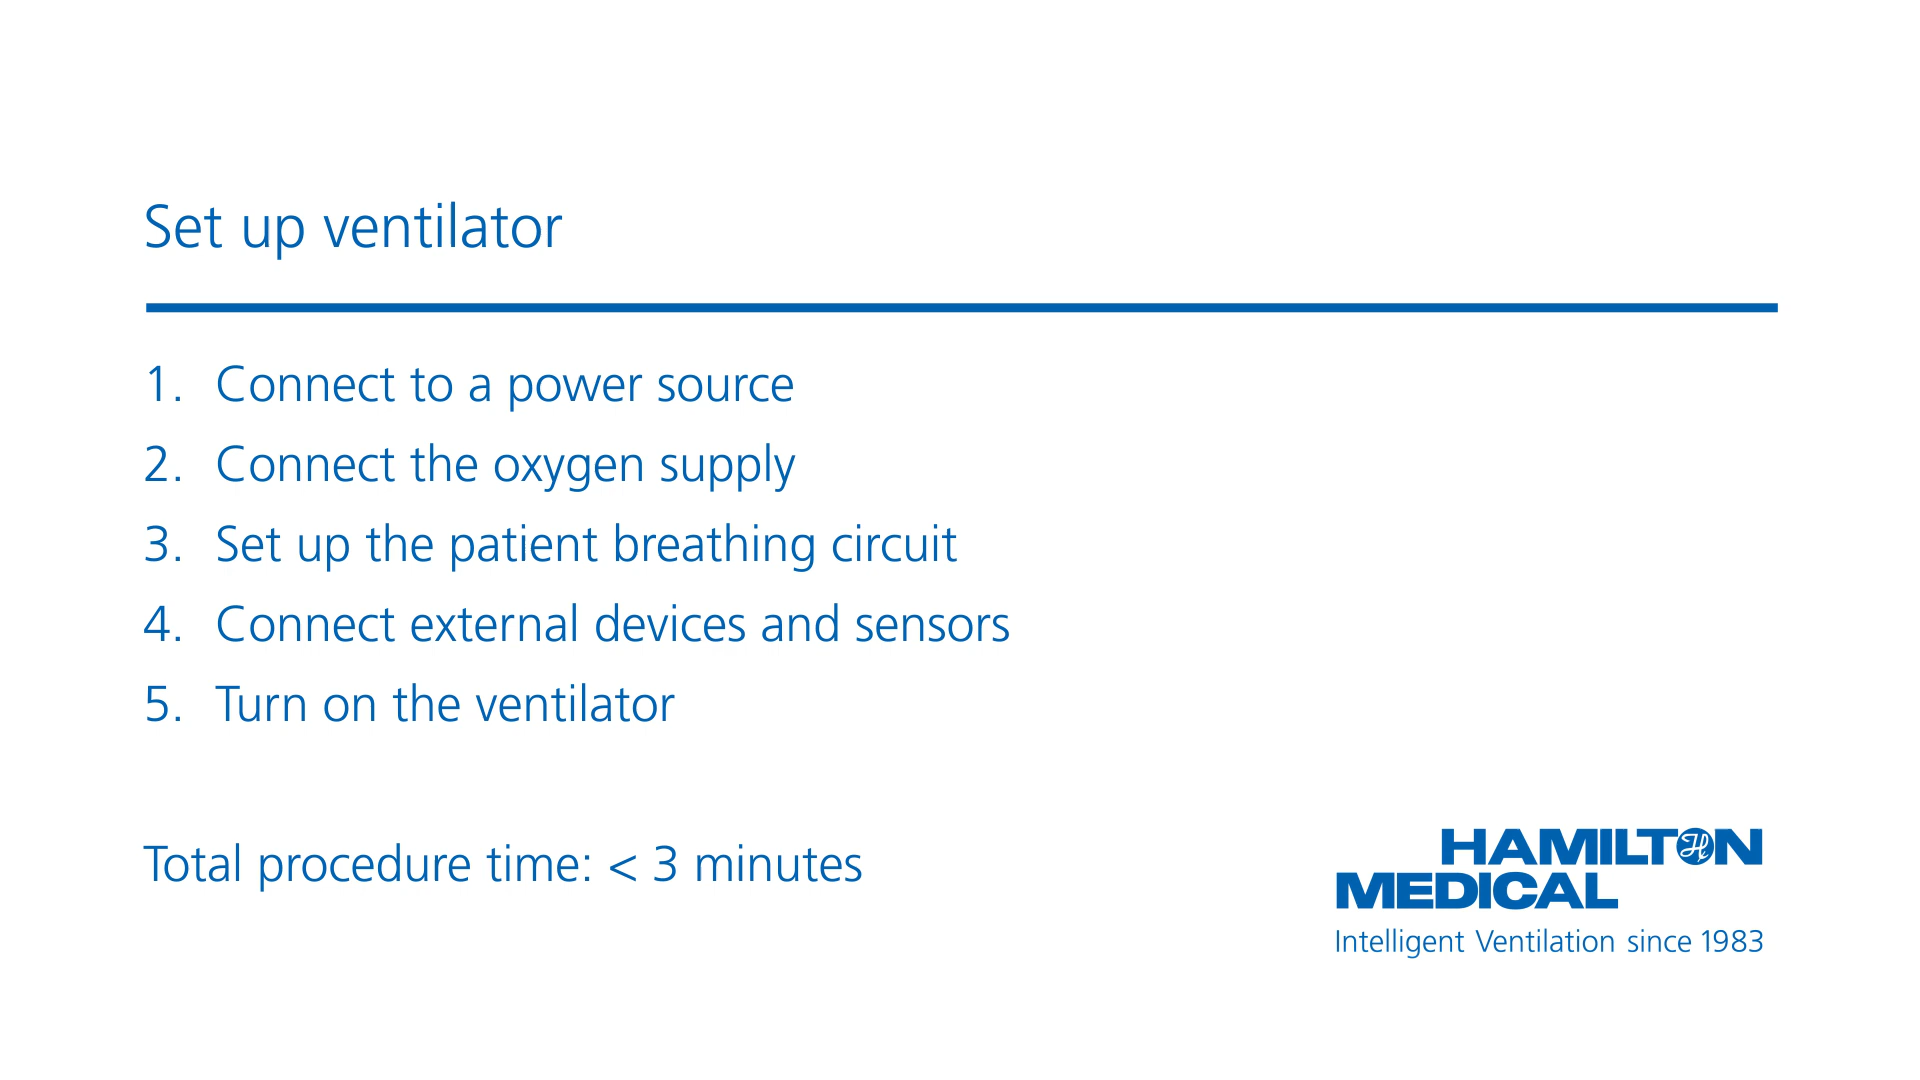 Set up ventilator
1. Connect to a power source
2. Connect the oxygen supply
3. Set up the patient breathing circuit
4. Connect external devices and sensors
5. Turn on the ventilator
Total procedure time: < 3 minutes
HAMILTON
MEDICAL
Intelligent Ventilation since 1983